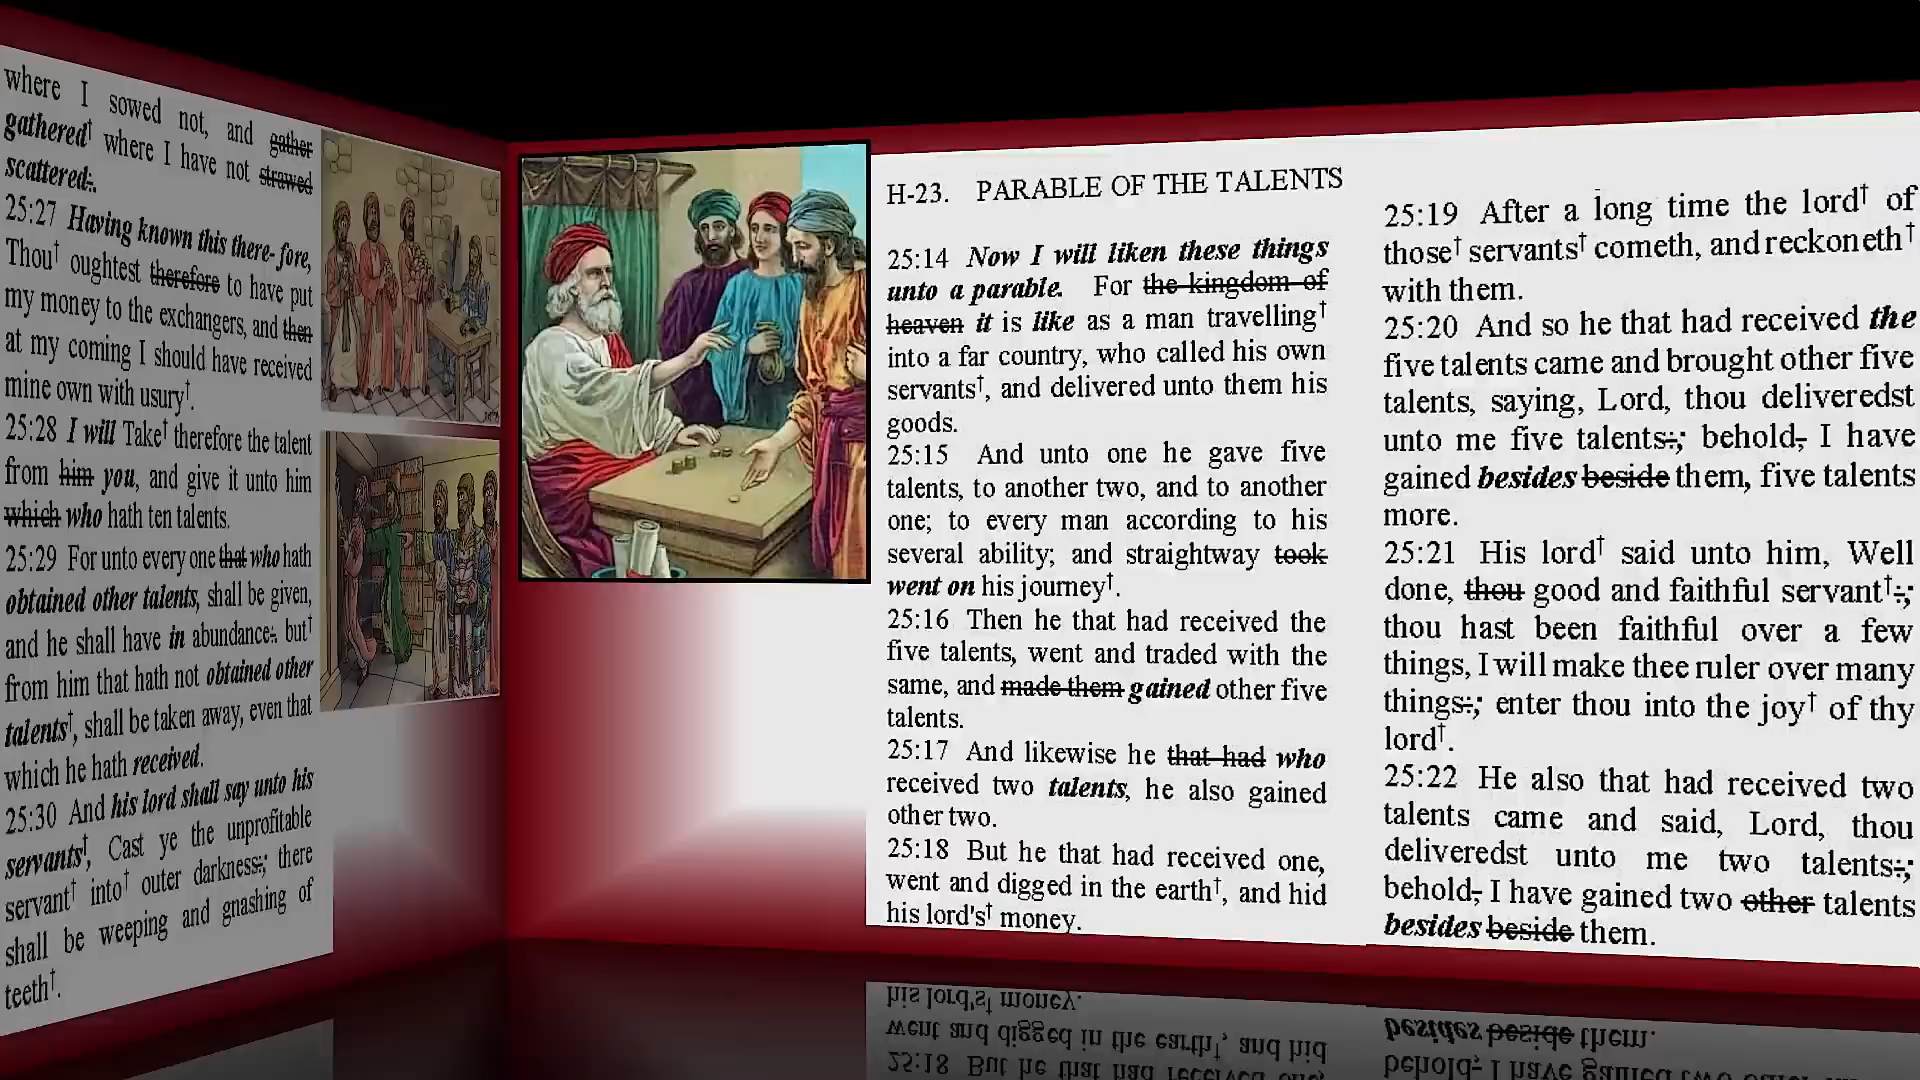 where I sowed not, and gather
gathered† where I have not strawed
scattered:.
25:27 Having known this there- fore,
Thou† oughtest therefore to have put
my money to the exchangers, and then
at my coming I should have received
mine own with usury†.
25:28 I will Take† therefore the talent
from him you, and give it unto him
which who hath ten talents.
25:29 For unto every one that who hath
obtained other talents, shall be given,
and he shall have in abundance: but†
from him that hath not obtained other
talents†, shall be taken away, even that
which he hath received.
25:30 And his lord shall say unto his
servants†, Cast ye the unprofitable
servant† into† outer darkness:; there
shall be weeping and gnashing of
teeth†.
H-23. PARABLE OF THE TALENTS
25:14 Now I will liken these things
unto a parable. For the kingdom of
heaven it is like as a man travelling†
into a far country, who called his own
servants†, and delivered unto them his
goods.
25:15 And unto one he gave five
talents, to another two, and to another
one; to every man according to his
several ability; and straightway took
went on his journey†.
25:16 Then he that had received the
five talents, went and traded with the
same, and made them gained other five
talents.
25:17 And likewise he that had who
received two talents, he also gained
other two.
25:18 But he that had received one,
went and digged in the earth†, and hid
his lord's† money.
25:19 After a long time the lord† of
those† servants† cometh, and reckoneth†
with them.
25:20 And so he that had received the
five talents came and brought other five
talents, saying, Lord, thou deliveredst
unto me five talents:; behold, I have
gained besides beside them, five talents
more.
25:21 His lord† said unto him, Well
done, thou good and faithful servant†:;
thou hast been faithful over a few
things, I will make thee ruler over many
things:; enter thou into the joy† of thy
lord†.
25:22 He also that had received two
talents came and said, Lord, thou
deliveredst unto me two talents:;
behold, I have gained two other talents
besides beside them.